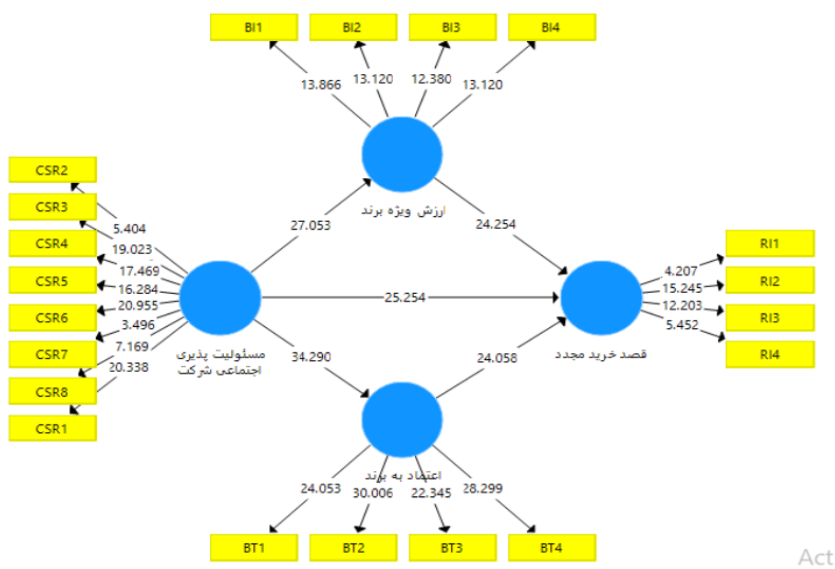 BI1
BI2
BI3
BI4
13.866
13.120
12.380
13.120
ارزش ویژه برند
CSR2
CSR3
CSR4
CSR5
CSR6
CSR7
CSR8
CSR1
5.404
19.023
17.469
16.284
20.955
3.496
7.169
20.338
27.053
24.254
25.254
34.290
24.058
مسئولیت پذیری
اجتماعی شرکت
قصد خرید مجدد
4.207
15.245
12.203
5.452
RI1
RI2
RI3
RI4
اعتماد به برند
24.053
30.006
22.345
28.299
BT1
BT2
BT3
BT4
Act